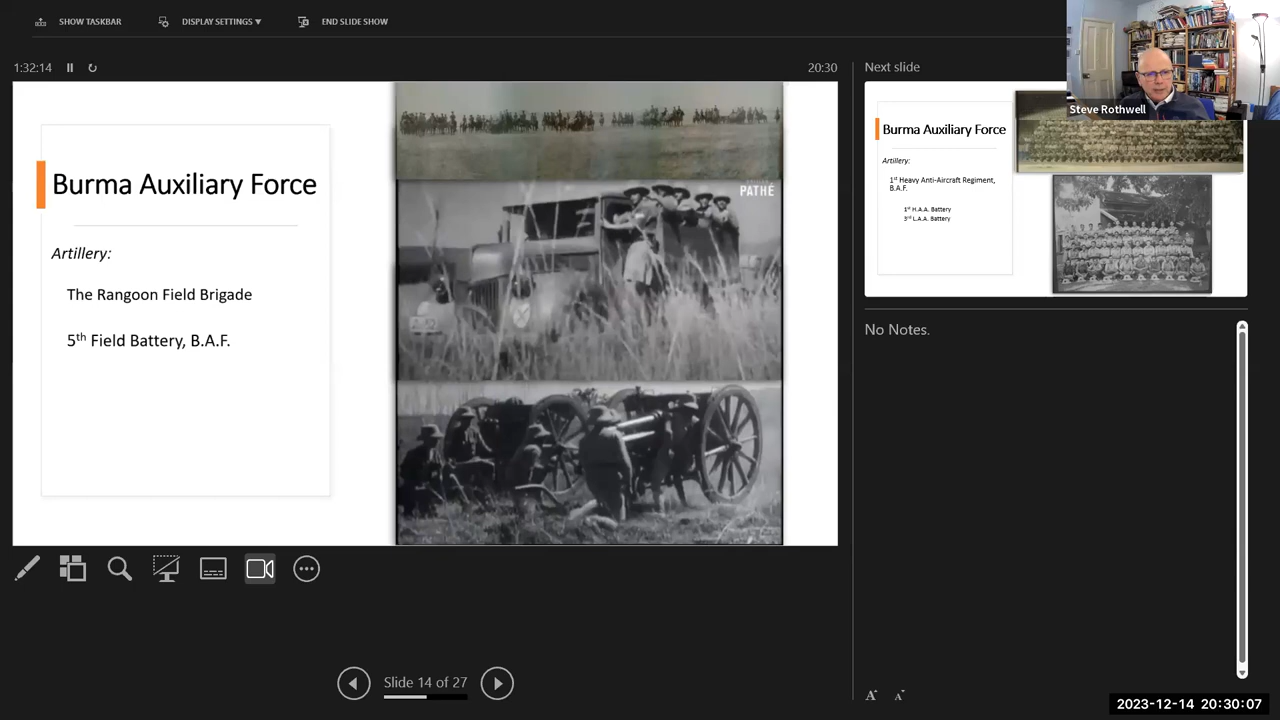 SHOW TASKBAR
DISPLAY SETTINGS ▼
END SLIDE SHOW
1:32:14
20:30
Burma Auxiliary Force
Artillery:
The Rangoon Field Brigade
5th Field Battery, B.A.F.
PATHÉ
Next slide
Steve Rothwell
Burma Auxiliary Force
Artillery:
1st Heavy Anti-Aircraft Regiment,
B.A.F.
1st H.A.A. Battery
3rd L.A.A. Battery
No Notes.
Slide 14 of 27
A A
2023-12-14 20:30:07